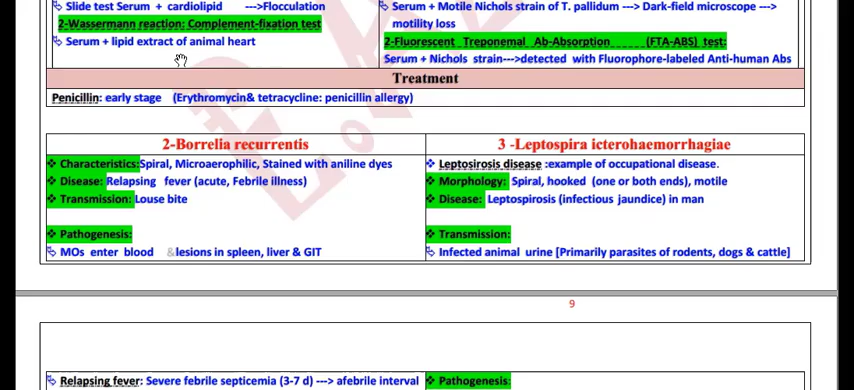 Slide test Serum + cardiolipid --->Flocculation
2-Wassermann reaction: Complement-fixation test
Serum + lipid extract of animal heart
Serum + Motile Nichols strain of T. pallidum ---> Dark-field microscope --->
motility loss
2-Fluorescent Treponemal Ab-Absorption (FTA-ABS) test:
Serum + Nichols strain--->detected with Fluorophore-labeled Anti-human Abs
Treatment
Penicillin: early stage (Erythromycin& tetracycline: penicillin allergy)
2-Borrelia recurrentis
❖ Characteristics:Spiral, Microaerophilic, Stained with aniline dyes
❖ Disease: Relapsing fever (acute, Febrile illness)
❖ Transmission: Louse bite
❖ Pathogenesis:
MOs enter blood &lesions in spleen, liver & GIT
3 -Leptospira icterohaemorrhagiae
❖ Leptosirosis disease :example of occupational disease.
❖ Morphology: Spiral, hooked (one or both ends), motile
❖ Disease: Leptospirosis (infectious jaundice) in man
❖ Transmission:
Infected animal urine [Primarily parasites of rodents, dogs & cattle]
9
Relapsing fever: Severe febrile septicemia (3-7 d) ---> afebrile interval
❖ Pathogenesis: